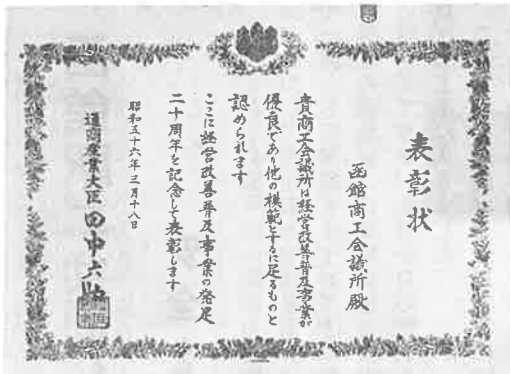 表彰状
函館商工会議所殿
貴商工会議所は経営改善普及事業が
優良であり他の模範とするに足るものと
認められます
ここに経営改善普及事業の発足
二十周年を記念して表彰します
昭和五十六年三月十八日
通商産業大臣 田中六助